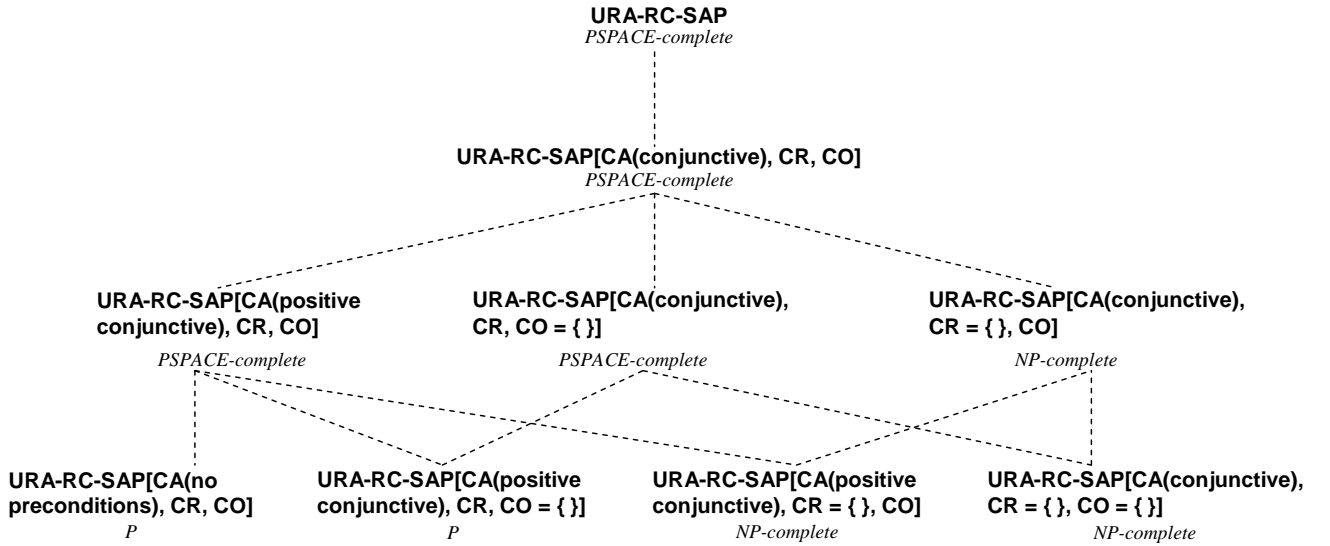 URA-RC-SAP
PSPACE-complete
URA-RC-SAP[CA(conjunctive), CR, CO]
PSPACE-complete
URA-RC-SAP[CA(positive
conjunctive), CR, CO]
PSPACE-complete
URA-RC-SAP[CA(conjunctive),
CR, CO = { }]
PSPACE-complete
URA-RC-SAP[CA(conjunctive),
CR = { }, CO]
NP-complete
URA-RC-SAP[CA(no
preconditions), CR, CO]
P
URA-RC-SAP[CA(positive
conjunctive), CR, CO = { }]
P
URA-RC-SAP[CA(positive
conjunctive), CR = { }, CO]
NP-complete
URA-RC-SAP[CA(conjunctive),
CR = { }, CO = { }]
NP-complete